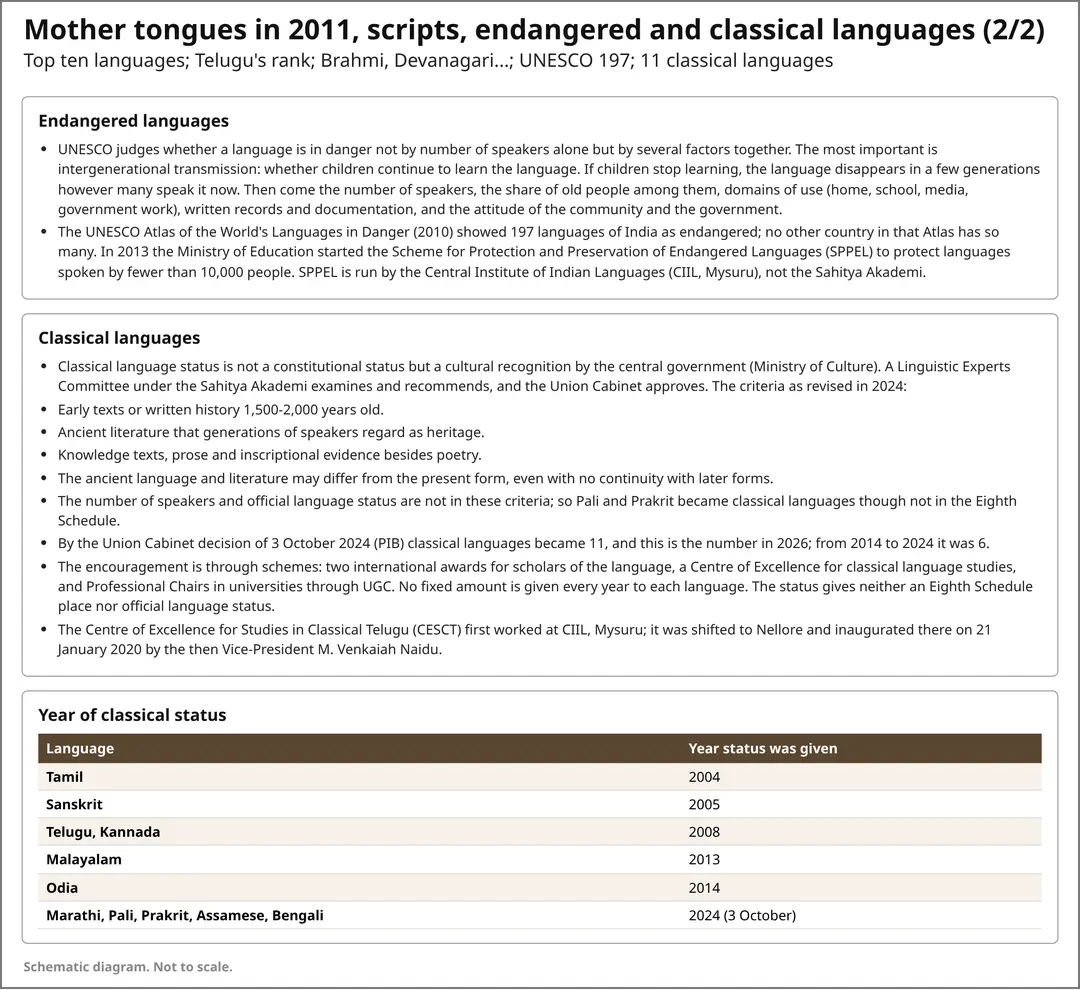 Mother tongues in 2011, scripts, endangered and classical languages (2/2)
Top ten languages; Telugu's rank; Brahmi, Devanagari...; UNESCO 197; 11 classical languages
Endangered languages
• UNESCO judges whether a language is in danger not by number of speakers alone but by several factors together. The most important is
intergenerational transmission: whether children continue to learn the language. If children stop learning, the language disappears in a few generations
however many speak it now. Then come the number of speakers, the share of old people among them, domains of use (home, school, media,
government work), written records and documentation, and the attitude of the community and the government.
• The UNESCO Atlas of the World's Languages in Danger (2010) showed 197 languages of India as endangered; no other country in that Atlas has so
many. In 2013 the Ministry of Education started the Scheme for Protection and Preservation of Endangered Languages (SPPEL) to protect languages
spoken by fewer than 10,000 people. SPPEL is run by the Central Institute of Indian Languages (CIIL, Mysuru), not the Sahitya Akademi.
Classical languages
• Classical language status is not a constitutional status but a cultural recognition by the central government (Ministry of Culture). A Linguistic Experts
Committee under the Sahitya Akademi examines and recommends, and the Union Cabinet approves. The criteria as revised in 2024:
• Early texts or written history 1,500-2,000 years old.
• Ancient literature that generations of speakers regard as heritage.
• Knowledge texts, prose and inscriptional evidence besides poetry.
• The ancient language and literature may differ from the present form, even with no continuity with later forms.
• The number of speakers and official language status are not in these criteria; so Pali and Prakrit became classical languages though not in the Eighth
Schedule.
• By the Union Cabinet decision of 3 October 2024 (PIB) classical languages became 11, and this is the number in 2026; from 2014 to 2024 it was 6.
• The encouragement is through schemes: two international awards for scholars of the language, a Centre of Excellence for classical language studies,
and Professional Chairs in universities through UGC. No fixed amount is given every year to each language. The status gives neither an Eighth Schedule
place nor official language status.
• The Centre of Excellence for Studies in Classical Telugu (CESCT) first worked at CIIL, Mysuru; it was shifted to Nellore and inaugurated there on 21
January 2020 by the then Vice-President M. Venkaiah Naidu.
Year of classical status
Language Year status was given
Tamil 2004
Sanskrit 2005
Telugu, Kannada 2008
Malayalam 2013
Odia 2014
Marathi, Pali, Prakrit, Assamese, Bengali 2024 (3 October)
Schematic diagram. Not to scale.